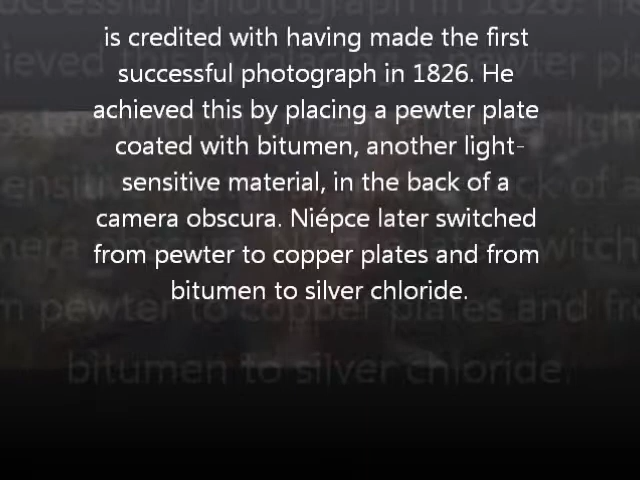 is credited with having made the first
successful photograph in 1826. He
achieved this by placing a pewter plate
coated with bitumen, another light-
sensitive material, in the back of a
camera obscura. Niépce later switched
from pewter to copper plates and from
bitumen to silver chloride.